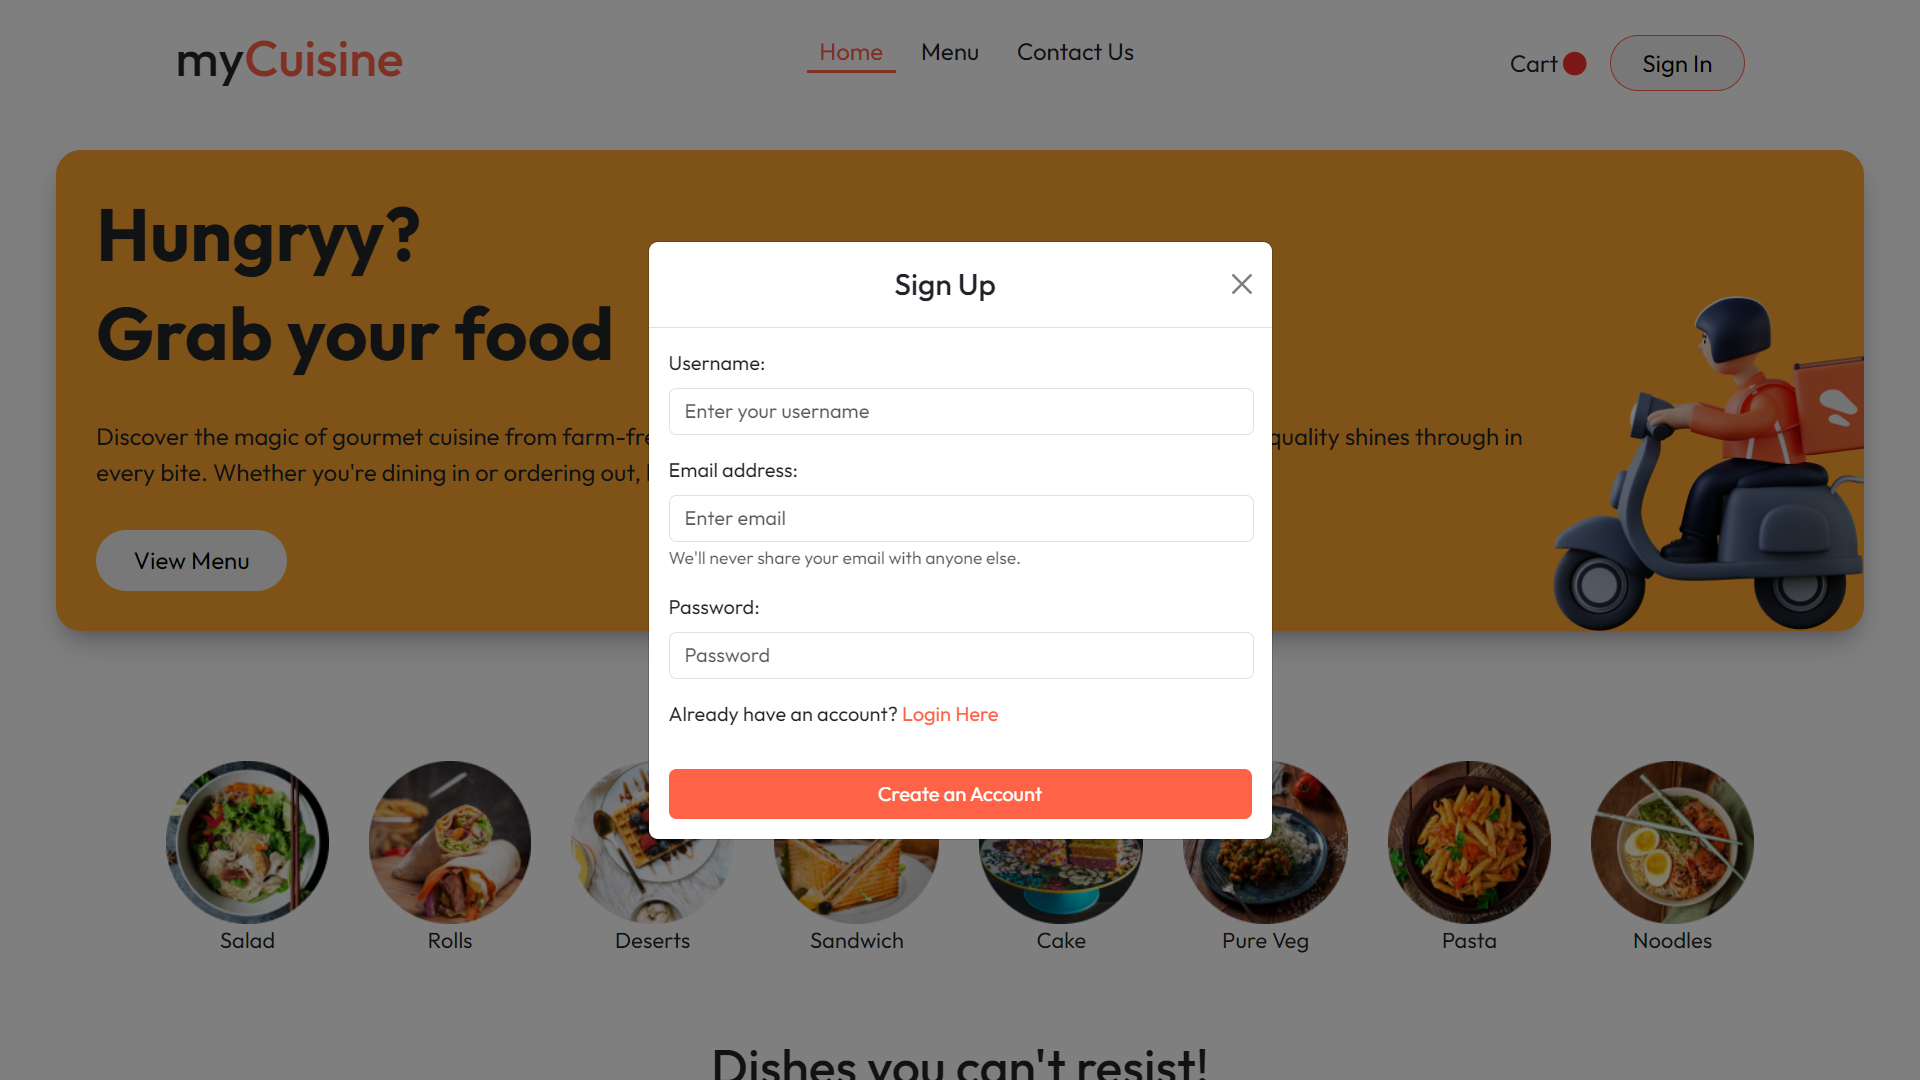 myCuisine
Home
Menu
Contact Us
Cart
Sign In
Hungryy?
Grab your food
Discover the magic of gourmet cuisine from farm-fre
quality shines through in
every bite. Whether you're dining in or ordering out,
View Menu
Sign Up
Username:
Enter your username
Email address:
Enter email
We'll never share your email with anyone else.
Password:
Password
Already have an account? Login Here
Create an Account
Salad
Rolls
Deserts
Sandwich
Cake
Pure Veg
Pasta
Noodles
Dishes you can't resist!